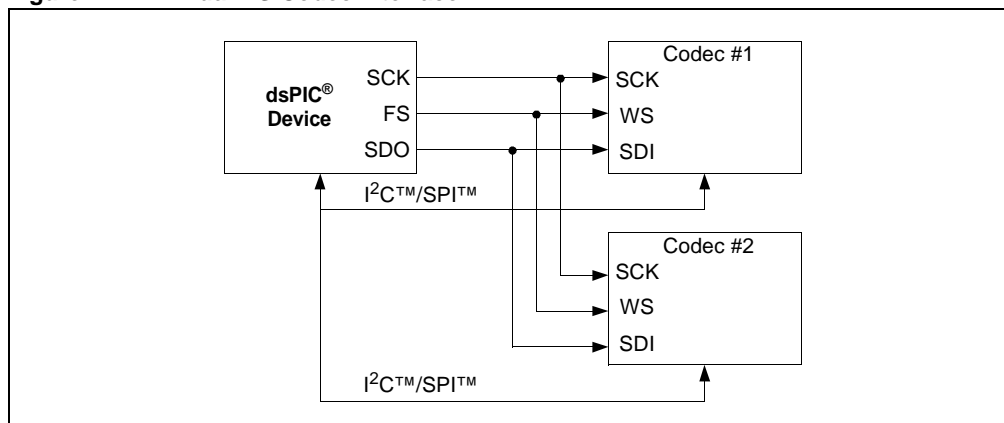 SCK
FS
SDO
dsPIC®
Device
Codec #1
SCK
WS
SDI
I2C™/SPI™
Codec #2
SCK
WS
SDI
I2C™/SPI™